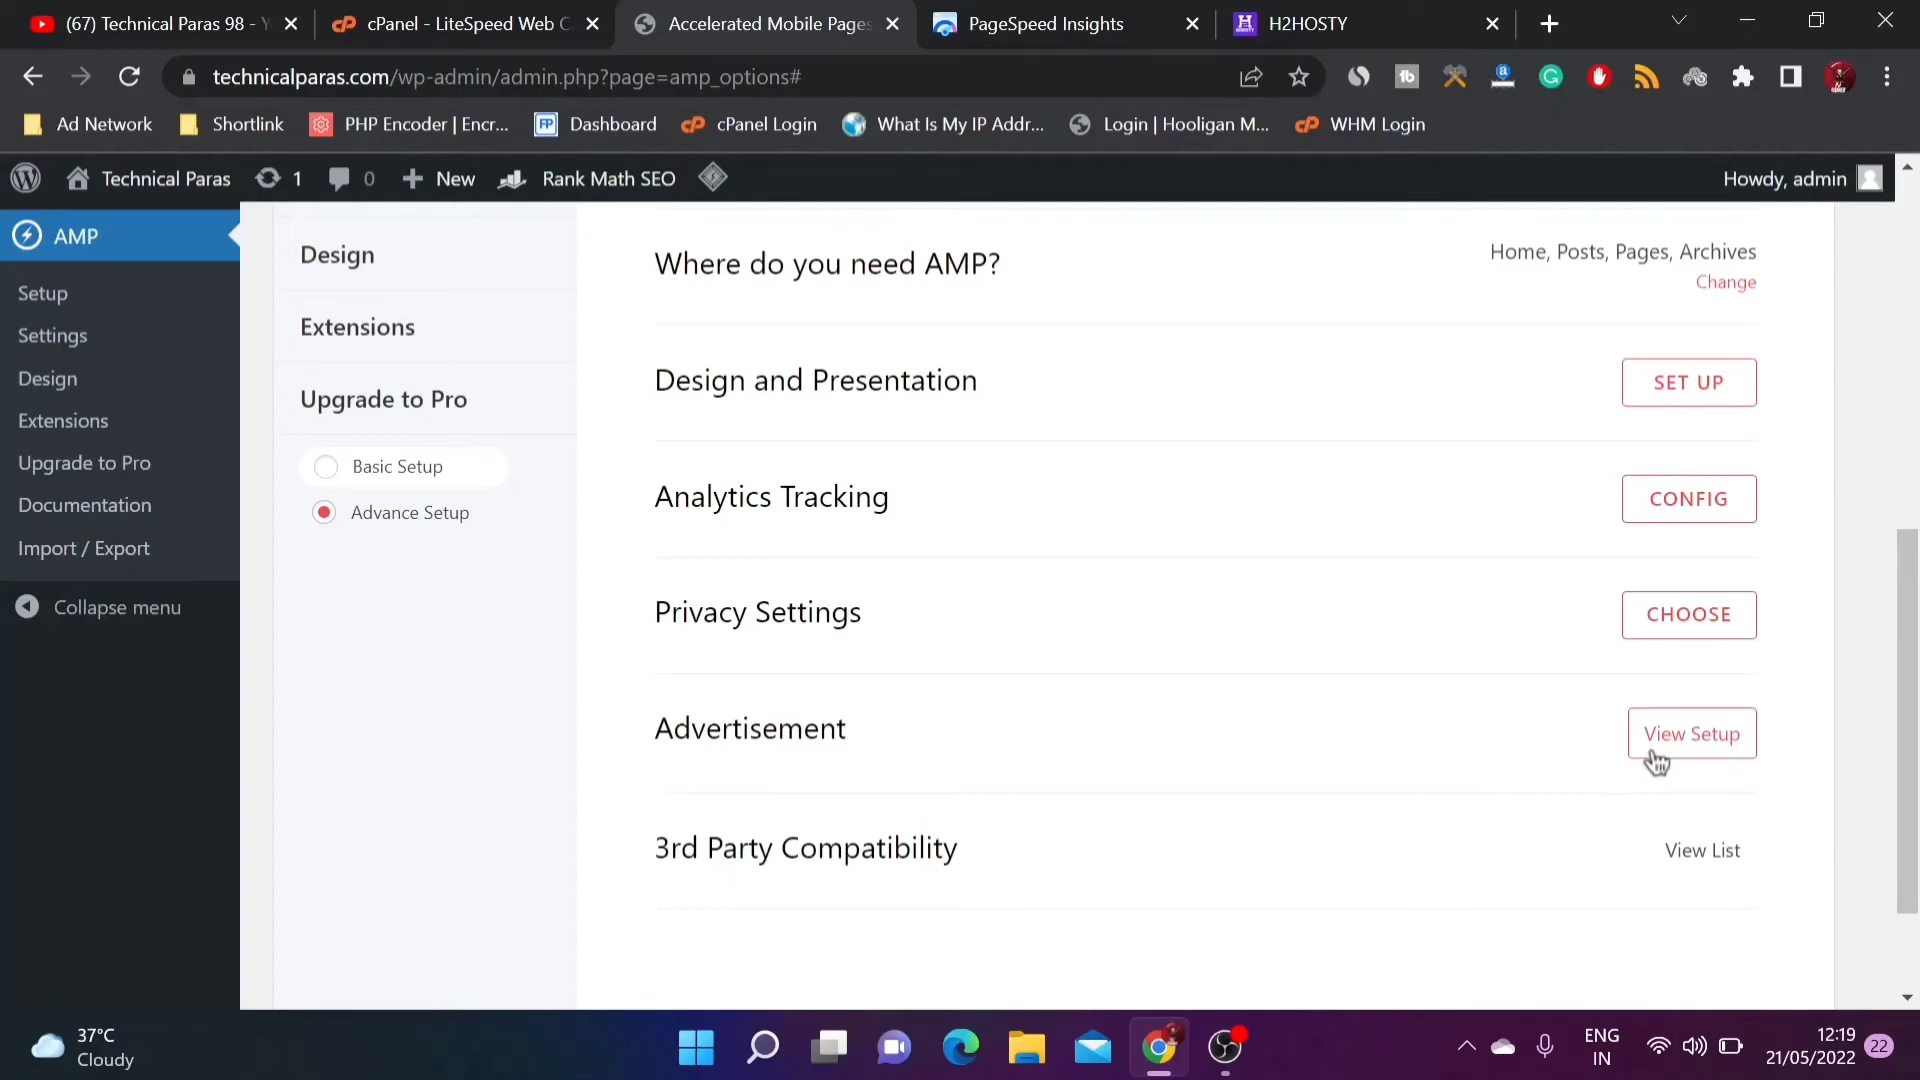 (67) Technical Paras 98 - Y
cPanel - LiteSpeed Web C
Accelerated Mobile Pages
PageSpeed Insights
H2HOSTY
technicalparas.com/wp-admin/admin.php?page=amp_options#
Ad Network
Shortlink
PHP Encoder | Encr...
Dashboard
cPanel Login
What Is My IP Addr...
Login | Hooligan M...
WHM Login
Technical Paras
1
0
New
Rank Math SEO
Howdy, admin
AMP
Setup
Settings
Design
Extensions
Upgrade to Pro
Documentation
Import / Export
Collapse menu
Design
Extensions
Upgrade to Pro
Basic Setup
Advance Setup
Where do you need AMP?
Home, Posts, Pages, Archives
Change
Design and Presentation
SET UP
Analytics Tracking
CONFIG
Privacy Settings
CHOOSE
Advertisement
View Setup
3rd Party Compatibility
View List
37°C
Cloudy
ENG
IN
12:19
21/05/2022
22